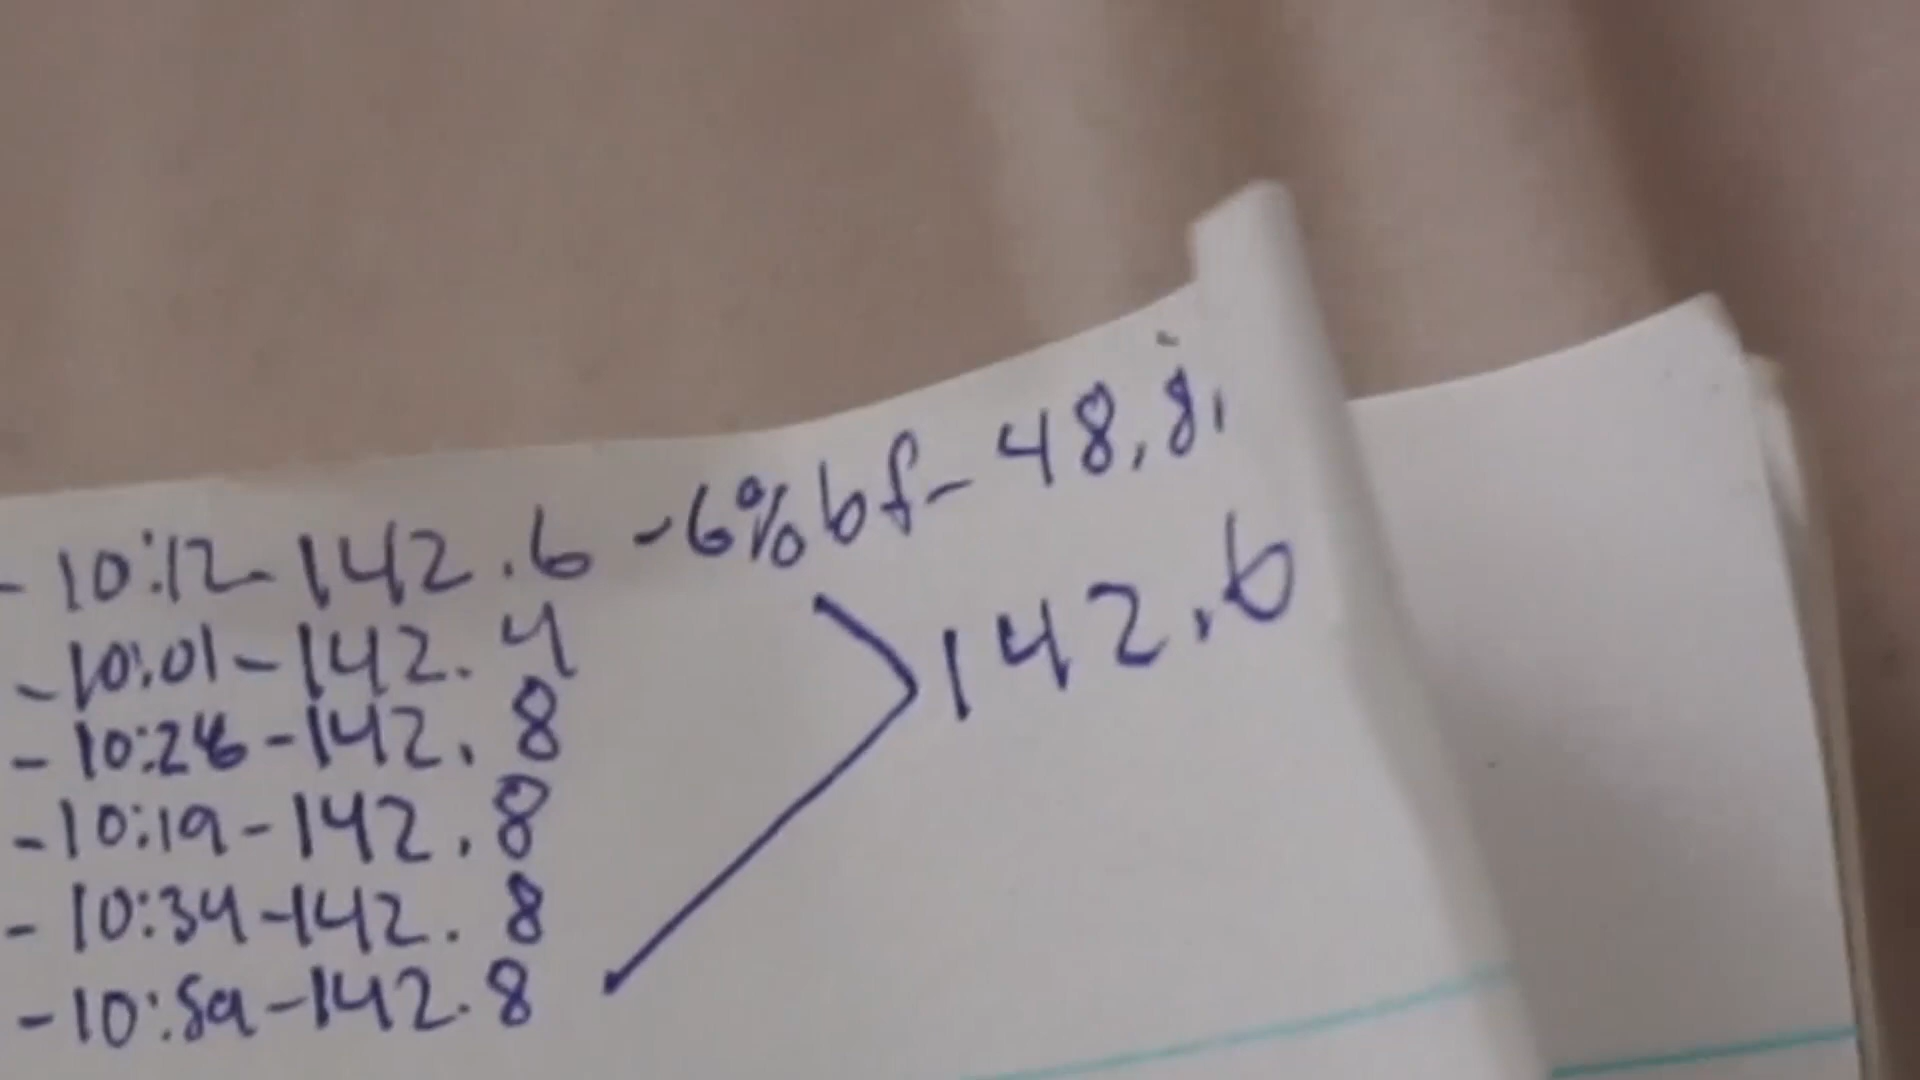 - 10:12 - 142.6 - 6% bf - 48.8
- 10:01 - 142.4
- 10:28 - 142.8
- 10:19 - 142.8
- 10:34 - 142.8
- 10:59 - 142.8
142.6